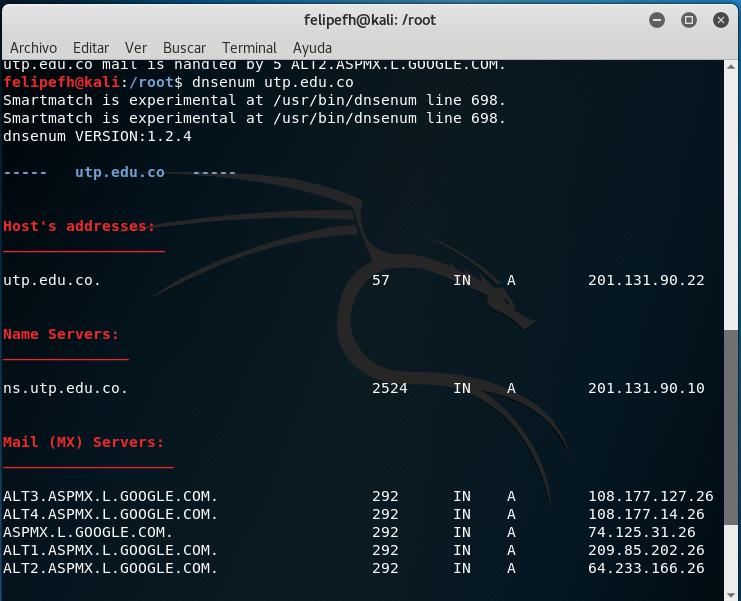 felipefh@kali: /root
Archivo Editar Ver Buscar Terminal Ayuda
utp.edu.co mail is handled by 5 ALT2.ASPMX.L.GOOGLE.COM.
felipefh@kali:/root$ dnsenum utp.edu.co
Smartmatch is experimental at /usr/bin/dnsenum line 698.
Smartmatch is experimental at /usr/bin/dnsenum line 698.
dnsenum VERSION:1.2.4
----- utp.edu.co -----
Host's addresses:
__________________
utp.edu.co. 57 IN A 201.131.90.22
Name Servers:
______________
ns.utp.edu.co. 2524 IN A 201.131.90.10
Mail (MX) Servers:
___________________
ALT3.ASPMX.L.GOOGLE.COM. 292 IN A 108.177.127.26
ALT4.ASPMX.L.GOOGLE.COM. 292 IN A 108.177.14.26
ASPMX.L.GOOGLE.COM. 292 IN A 74.125.31.26
ALT1.ASPMX.L.GOOGLE.COM. 292 IN A 209.85.202.26
ALT2.ASPMX.L.GOOGLE.COM. 292 IN A 64.233.166.26